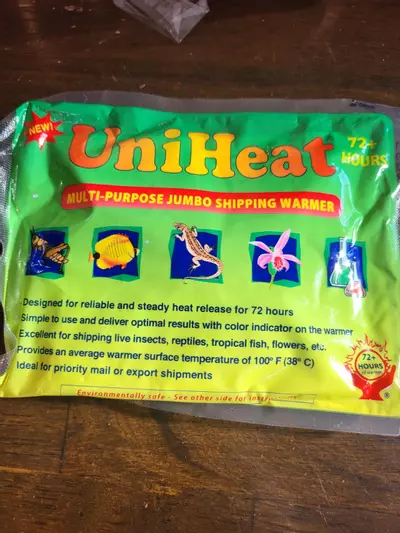 NEW!
UniHeat
72+
HOURS
MULTI-PURPOSE JUMBO SHIPPING WARMER
Designed for reliable and steady heat release for 72 hours
Simple to use and deliver optimal results with color indicator on the warmer
Excellent for shipping live insects, reptiles, tropical fish, flowers, etc.
Provides an average warmer surface temperature of 100° F (38° C)
Ideal for priority mail or export shipments
72+
HOURS
®
Environmentally safe - See other side for